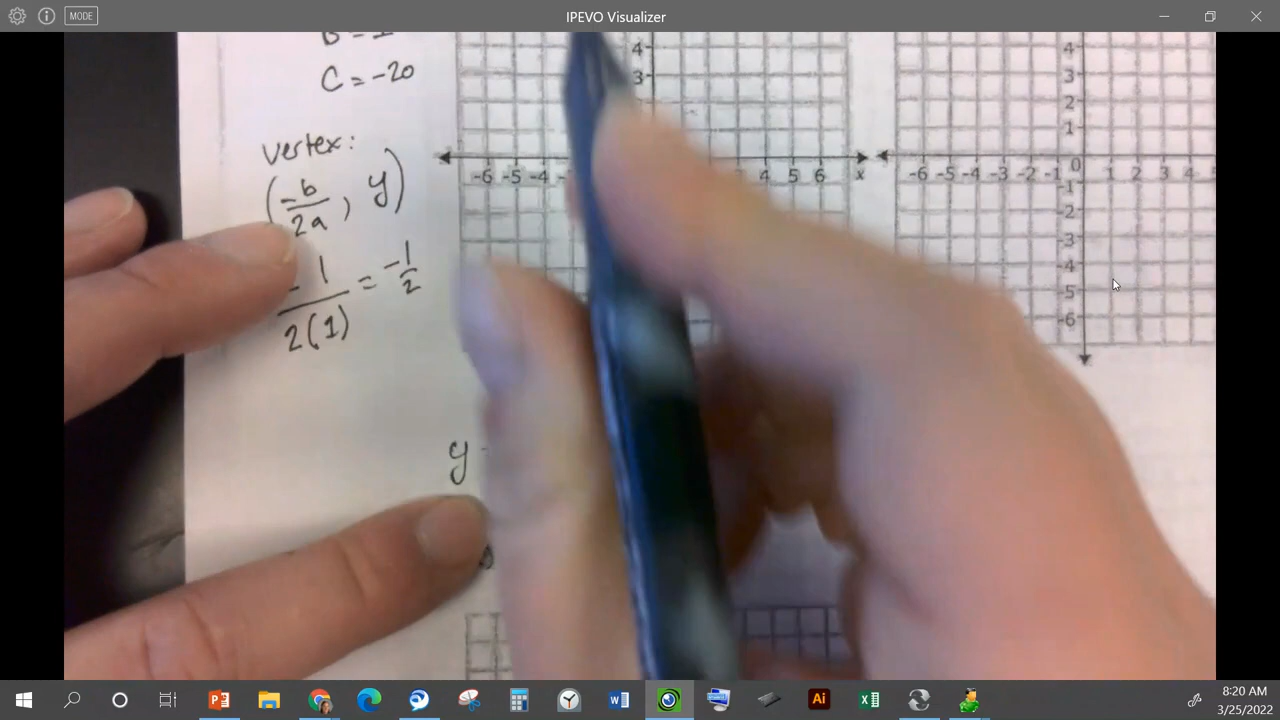 MODE
IPEVO Visualizer
C = -20
vertex:
(-b/2a, y)
-1/2(1) = -1/2
y
4
3
-6 -5 -4 4 5 6 x
4
3
2
1
0
-6 -5 -4 -3 -2 -1 1 2 3 4
-1
-2
-3
-4
-5
-6
8:20 AM
3/25/2022